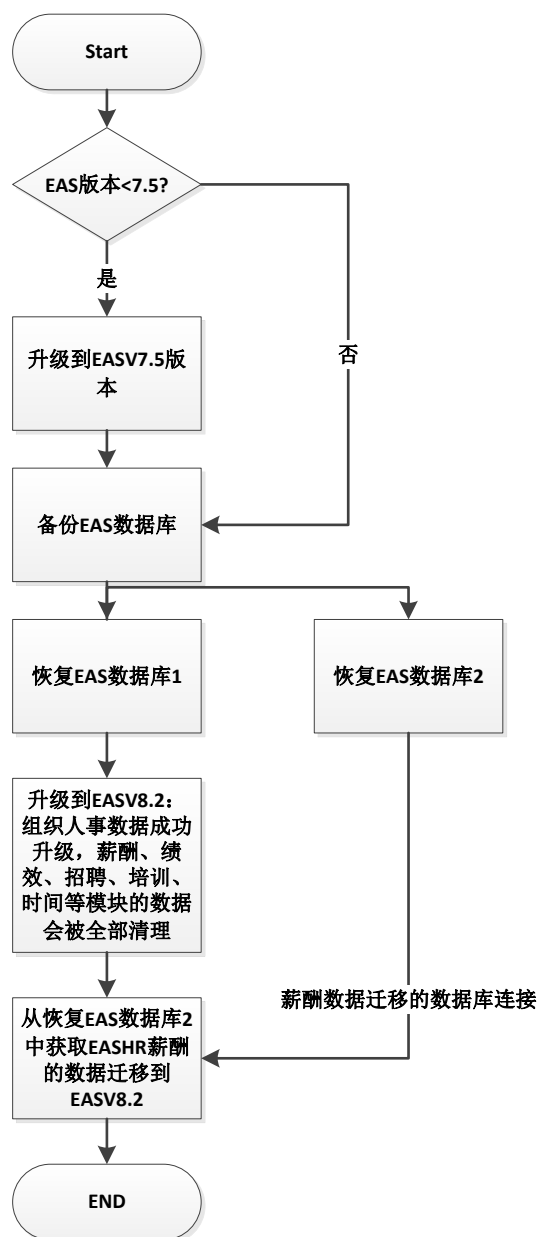 Start
EAS版本<7.5?
是
否
升级到EASV7.5版
本
备份EAS数据库
恢复EAS数据库1
恢复EAS数据库2
升级到EASV8.2：
组织人事数据成功
升级，薪酬、绩
效、招聘、培训、
时间等模块的数据
会被全部清理
薪酬数据迁移的数据库连接
从恢复EAS数据库2
中获取EASHR薪酬
的数据迁移到
EASV8.2
END